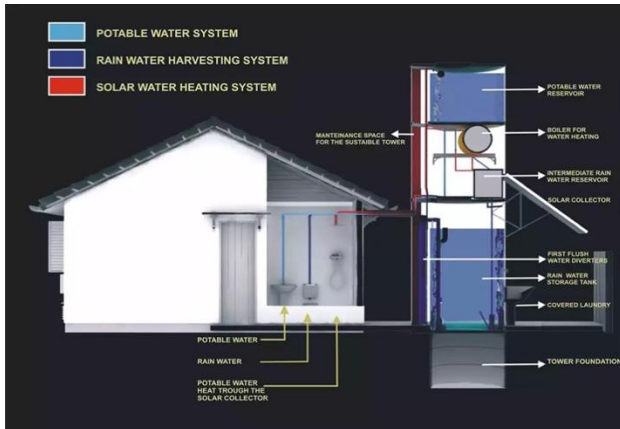 POTABLE WATER SYSTEM
RAIN WATER HARVESTING SYSTEM
SOLAR WATER HEATING SYSTEM
POTABLE WATER
RESERVOIR
MANTEINANCE SPACE
FOR THE SUSTAIBLE TOWER
BOILER FOR
WATER HEATING
INTERMEDIATE RAIN
WATER RESERVOIR
SOLAR COLLECTOR
FIRST FLUSH
WATER DIVERTERS
RAIN WATER
STORAGE TANK
COVERED LAUNDRY
POTABLE WATER
RAIN WATER
POTABLE WATER
HEAT TROUGH THE
SOLAR COLLECTOR
TOWER FOUNDATION